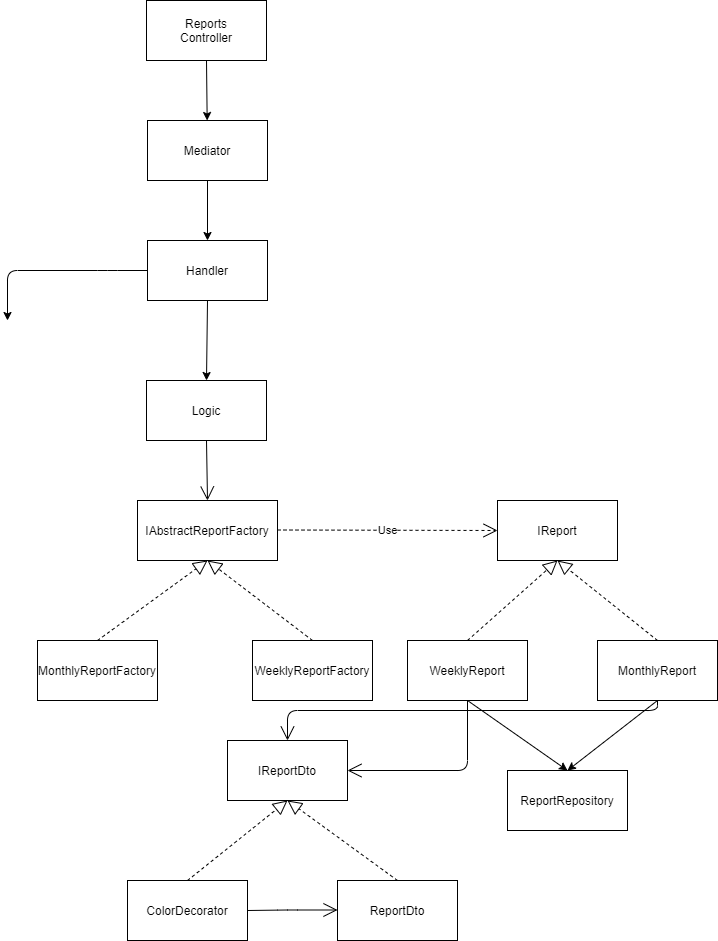 Reports
Controller
Mediator
Handler
Logic
IAbstractReportFactory
Use
IReport
MonthlyReportFactory
WeeklyReportFactory
WeeklyReport
MonthlyReport
IReportDto
ReportRepository
ColorDecorator
ReportDto